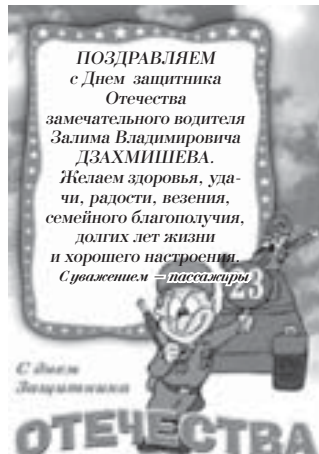 ПОЗДРАВЛЯЕМ
с Днем защитника
Отечества
замечательного водителя
Залима Владимировича
ДЗАХМИШЕВА.
Желаем здоровья, уда-
чи, радости, везения,
семейного благополучия,
долгих лет жизни
и хорошего настроения.
С уважением – пассажиры
23
С днем
Защитника
ОТЕЧЕСТВА